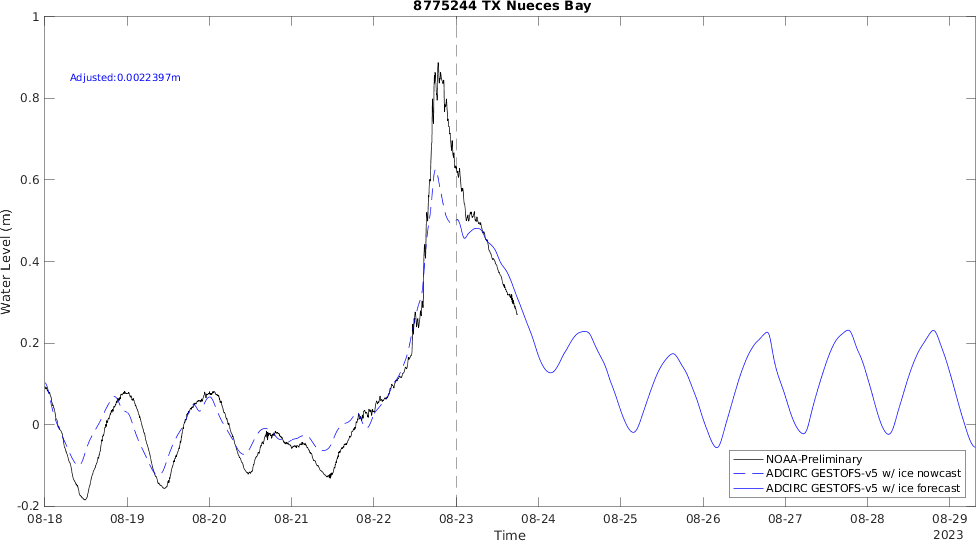 8775244 TX Nueces Bay
1
Adjusted:0.0022397m
0.8
0.6
Water Level (m)
0.4
0.2
0
-0.2
NOAA-Preliminary
ADCIRC GESTOFS-v5 w/ ice nowcast
ADCIRC GESTOFS-v5 w/ ice forecast
08-18 08-19 08-20 08-21 08-22 08-23 08-24 08-25 08-26 08-27 08-28 08-29
Time
2023